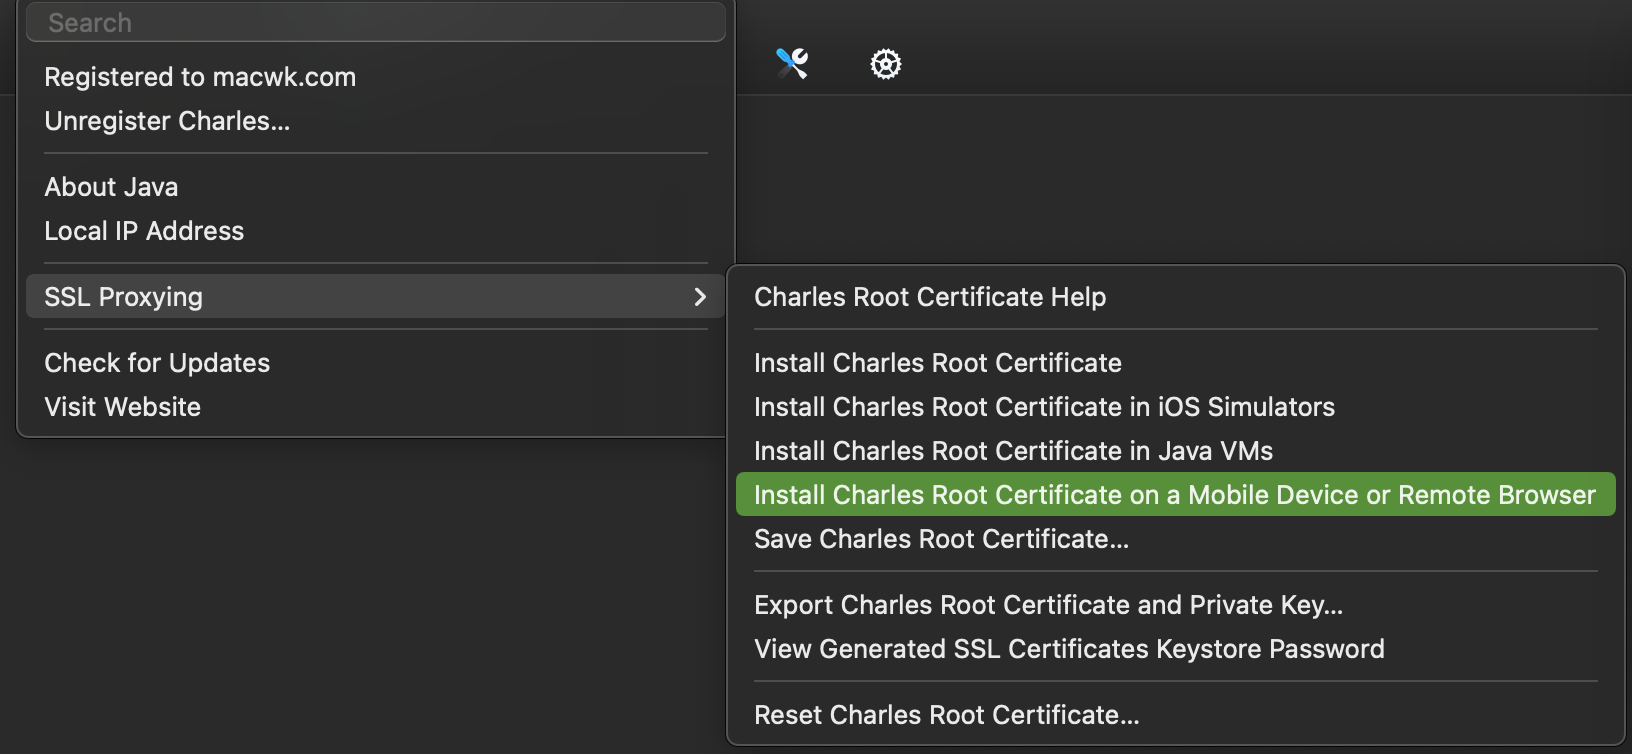 Search
Registered to macwk.com
Unregister Charles...
About Java
Local IP Address
SSL Proxying
Check for Updates
Visit Website
Charles Root Certificate Help
Install Charles Root Certificate
Install Charles Root Certificate in iOS Simulators
Install Charles Root Certificate in Java VMs
Install Charles Root Certificate on a Mobile Device or Remote Browser
Save Charles Root Certificate...
Export Charles Root Certificate and Private Key...
View Generated SSL Certificates Keystore Password
Reset Charles Root Certificate...